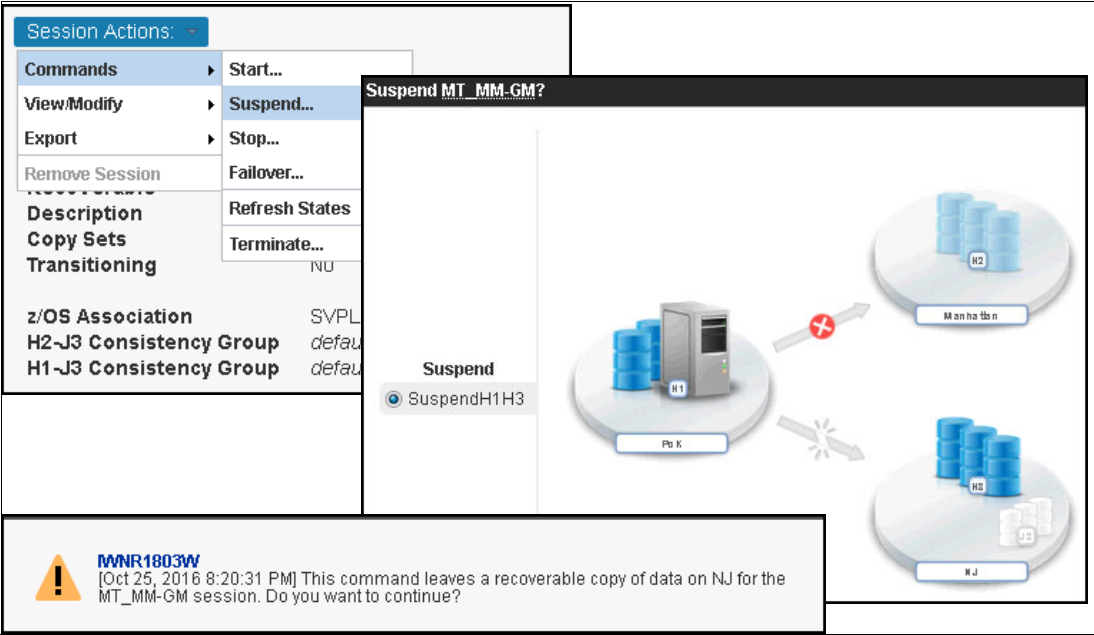 Session Actions:
Commands
View/Modify
Export
Remove Session
Start...
Suspend...
Stop...
Failover...
Refresh States
Terminate...
Description
Copy Sets
Transitioning
z/OS Association SVPL
H2-J3 Consistency Group defau
H1-J3 Consistency Group defau
Suspend MT_MM-GM?
Suspend
SuspendH1H3
H1
PoK
H2
Manhattan
H3
J3
NJ
IWNR1803W
[Oct 25, 2016 8:20:31 PM] This command leaves a recoverable copy of data on NJ for the
MT_MM-GM session. Do you want to continue?